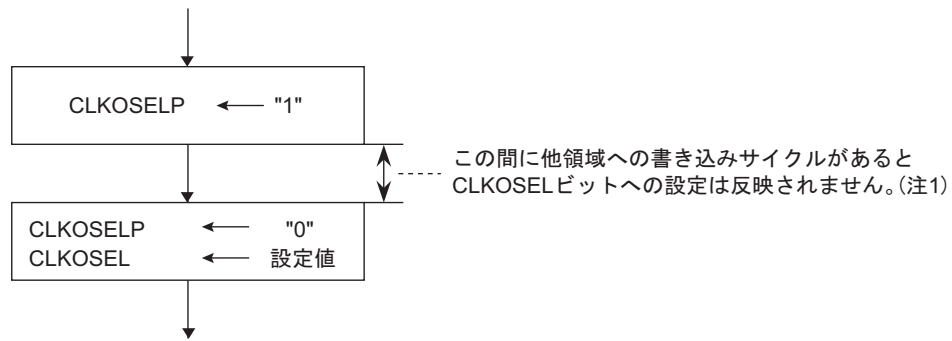 CLKOSELP ← "1"
この間に他領域への書き込みサイクルがあると
CLKOSELビットへの設定は反映されません。(注1)
CLKOSELP ← "0"
CLKOSEL ← 設定値